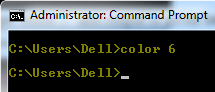 Administrator: Command Prompt
C:\Users\Dell>color 6
C:\Users\Dell>_